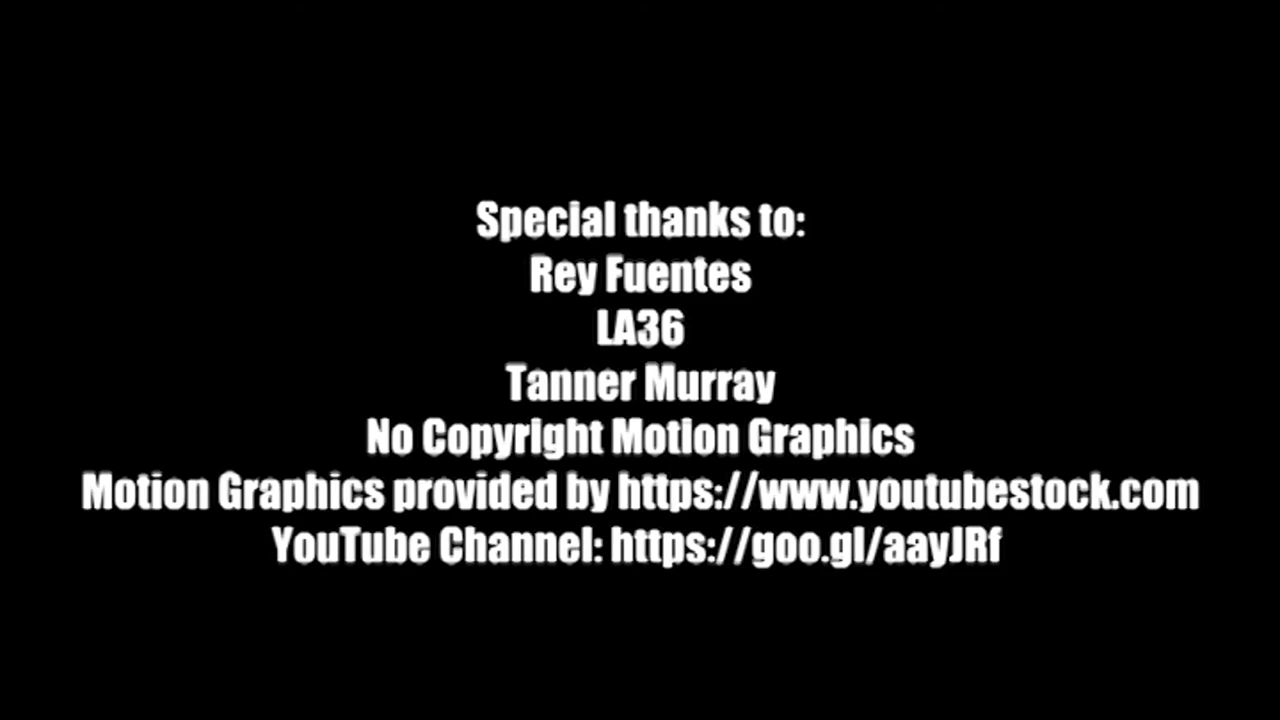 Special thanks to:
Rey Fuentes
LA36
Tanner Murray
No Copyright Motion Graphics
Motion Graphics provided by https://www.youtubestock.com
YouTube Channel: https://goo.gl/aayJRf